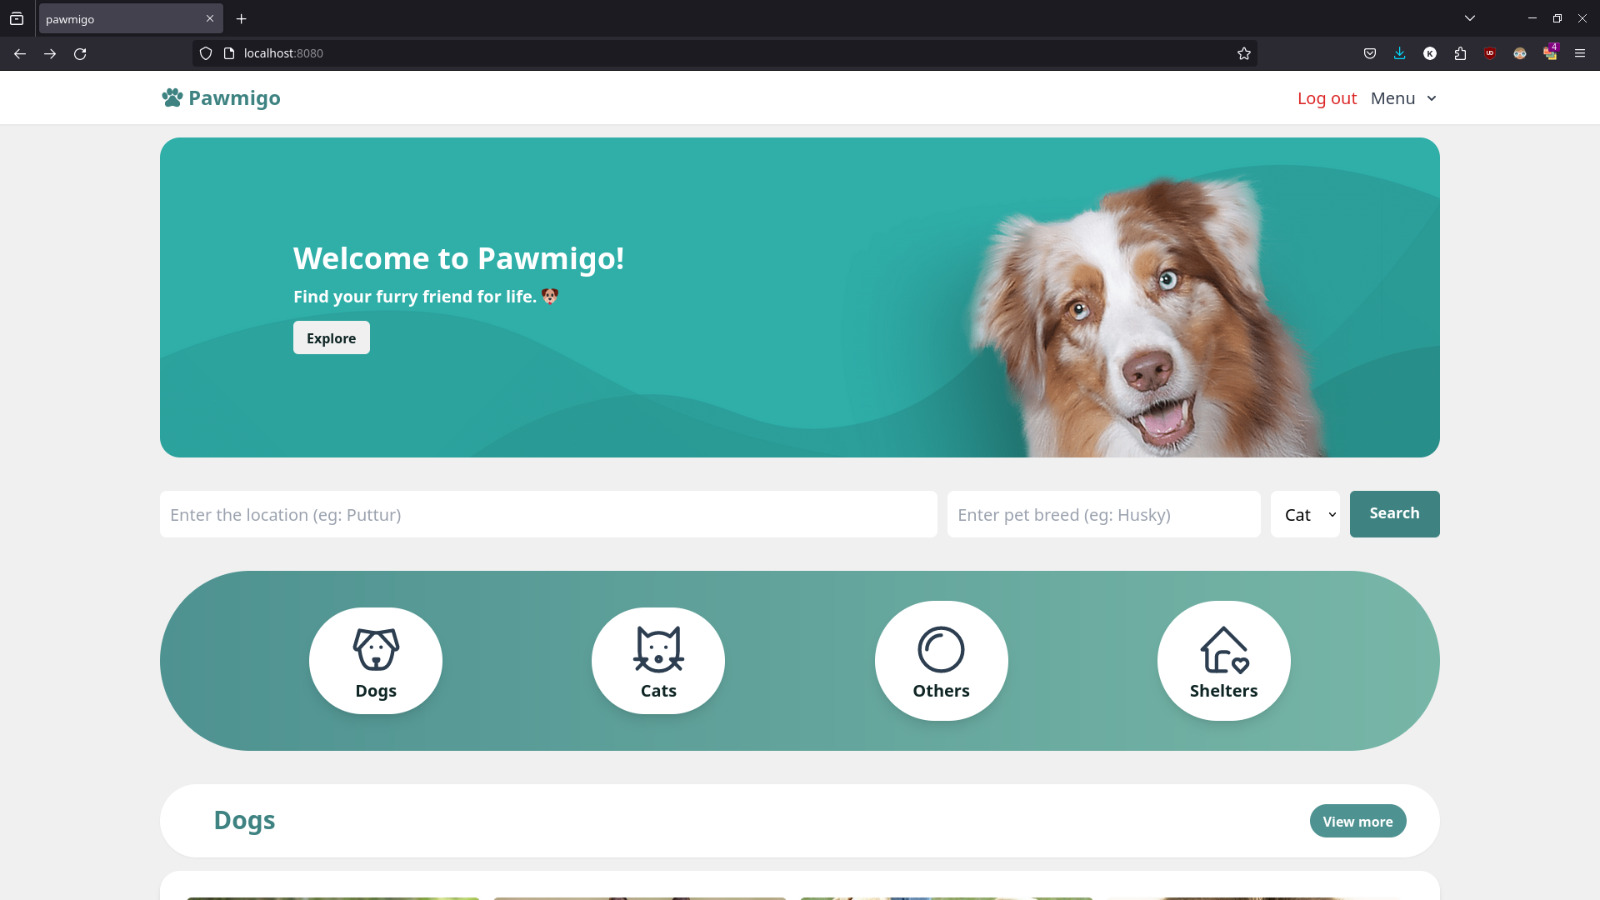 pawmigo
localhost:8080
4
Pawmigo
Log out
Menu
Welcome to Pawmigo!
Find your furry friend for life. 🐶
Explore
Enter the location (eg: Puttur)
Enter pet breed (eg: Husky)
Cat
Search
Dogs
Cats
Others
Shelters
Dogs
View more